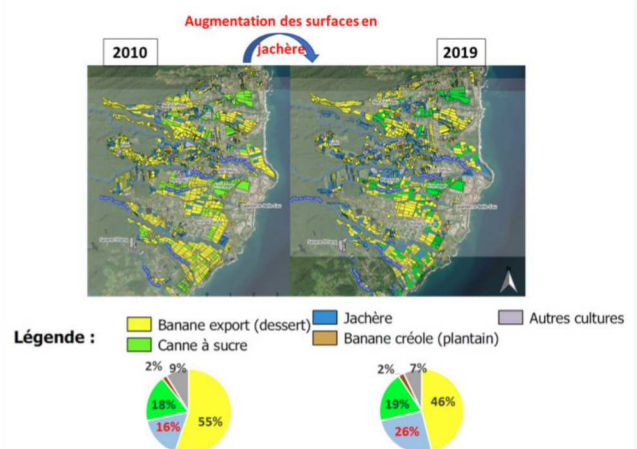 Augmentation des surfaces en
jachère
2010
2019
Légende :
Banane export (dessert)
Canne à sucre
Jachère
Banane créole (plantain)
Autres cultures
2%
9%
18%
16%
55%
2%
7%
19%
26%
46%